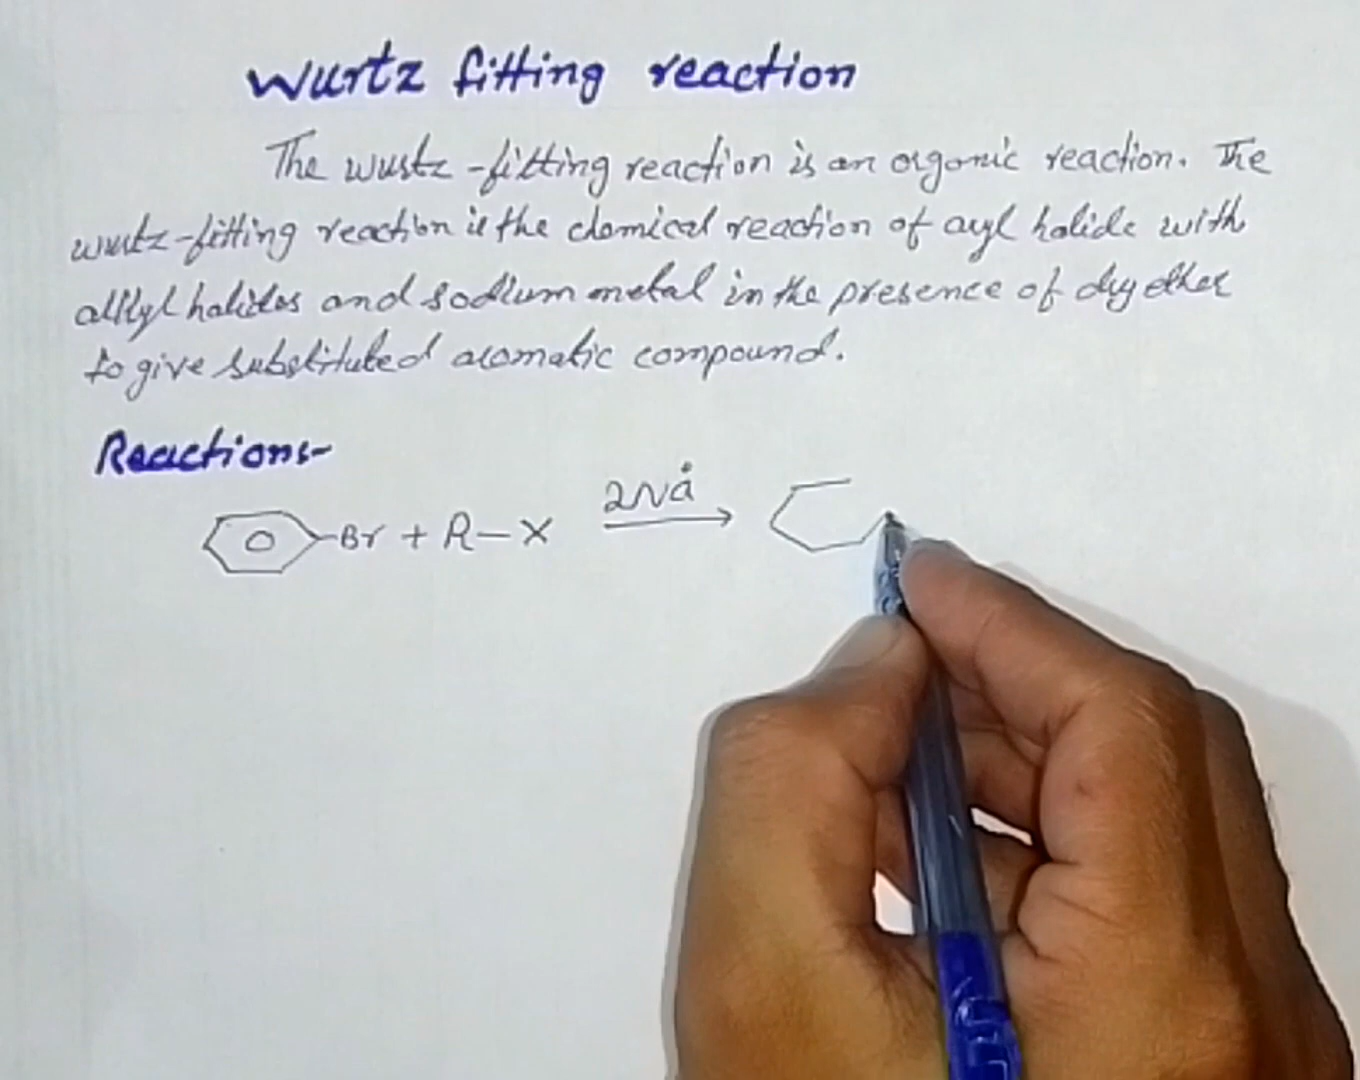 Wurtz fitting reaction
The wustz-fitting reaction is an organic reaction. The
wurtz-fitting reaction is the chemical reaction of aryl halide with
alkyl halides and sodium metal in the presence of dry ether
to give substituted aromatic compound.
Reactions-
Br + R-X 2Na